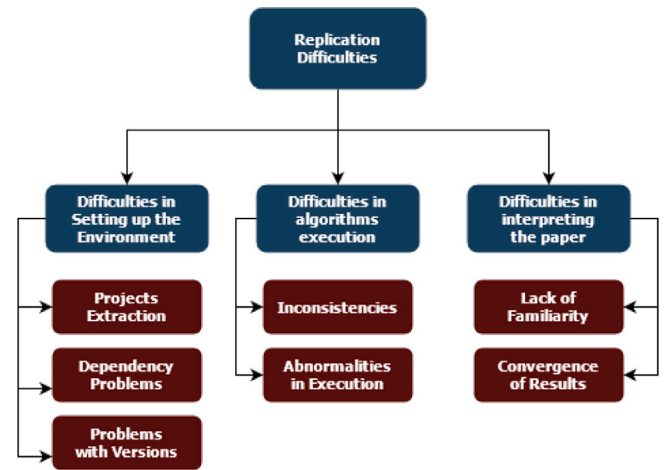 Replication
Difficulties
Difficulties in
Setting up the
Environment
Difficulties in
algorithms
execution
Difficulties in
interpreting
the paper
Projects
Extraction
Inconsistencies
Lack of
Familiarity
Dependency
Problems
Abnormalities
in Execution
Convergence
of Results
Problems
with Versions